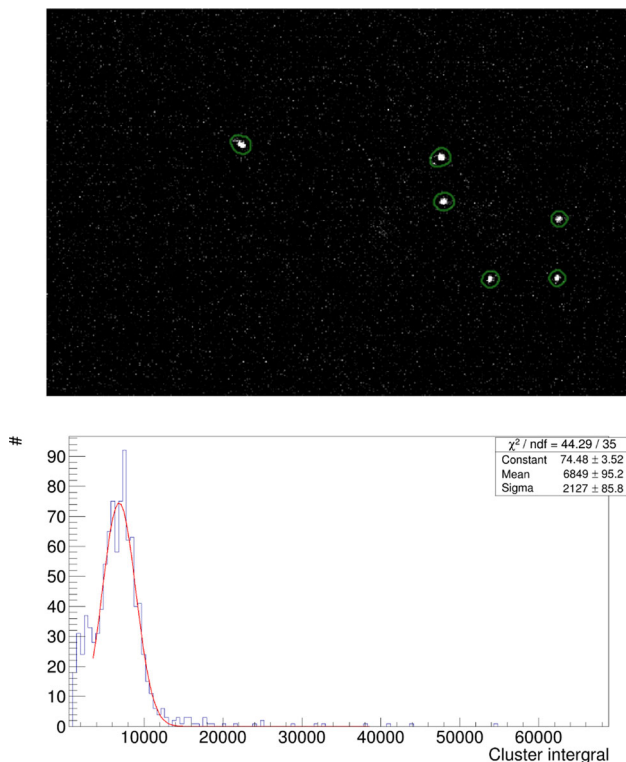 #
χ² / ndf = 44.29 / 35
Constant 74.48 ± 3.52
Mean 6849 ± 95.2
Sigma 2127 ± 85.8
90
80
70
60
50
40
30
20
10
0
10000 20000 30000 40000 50000 60000
Cluster intergral